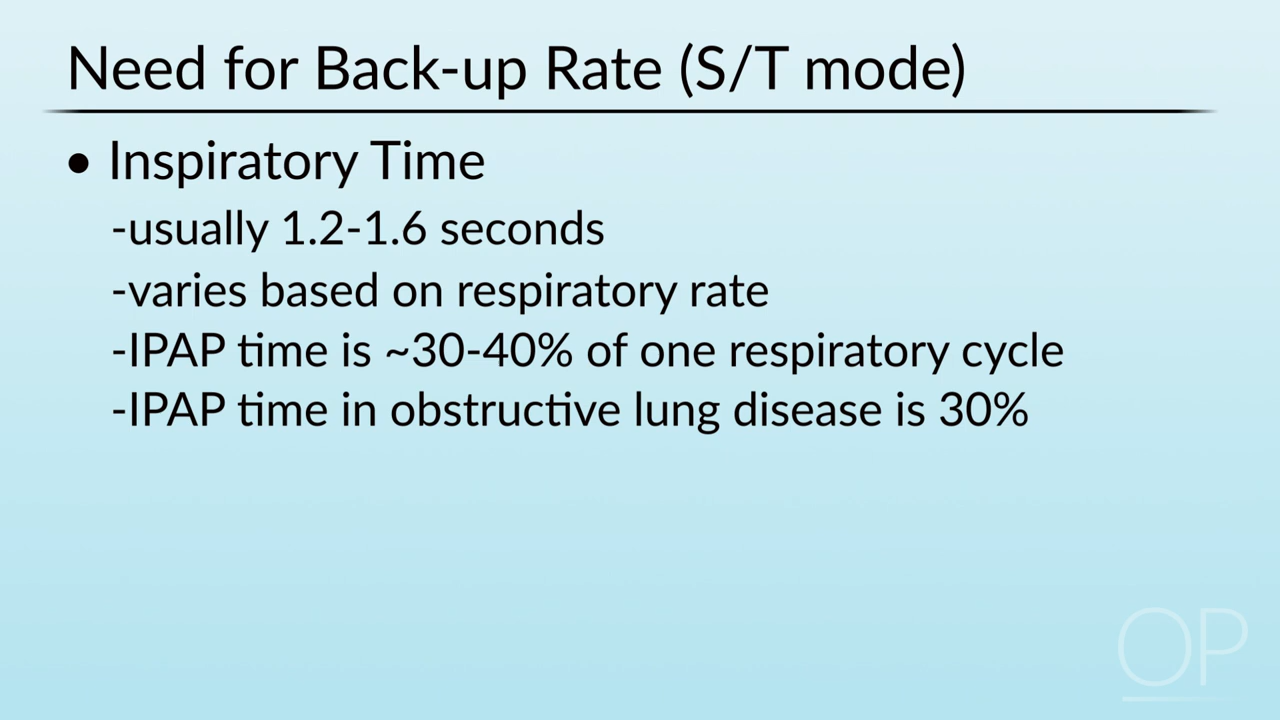 Need for Back-up Rate (S/T mode)
• Inspiratory Time
-usually 1.2-1.6 seconds
-varies based on respiratory rate
-IPAP time is ~30-40% of one respiratory cycle
-IPAP time in obstructive lung disease is 30%
OP